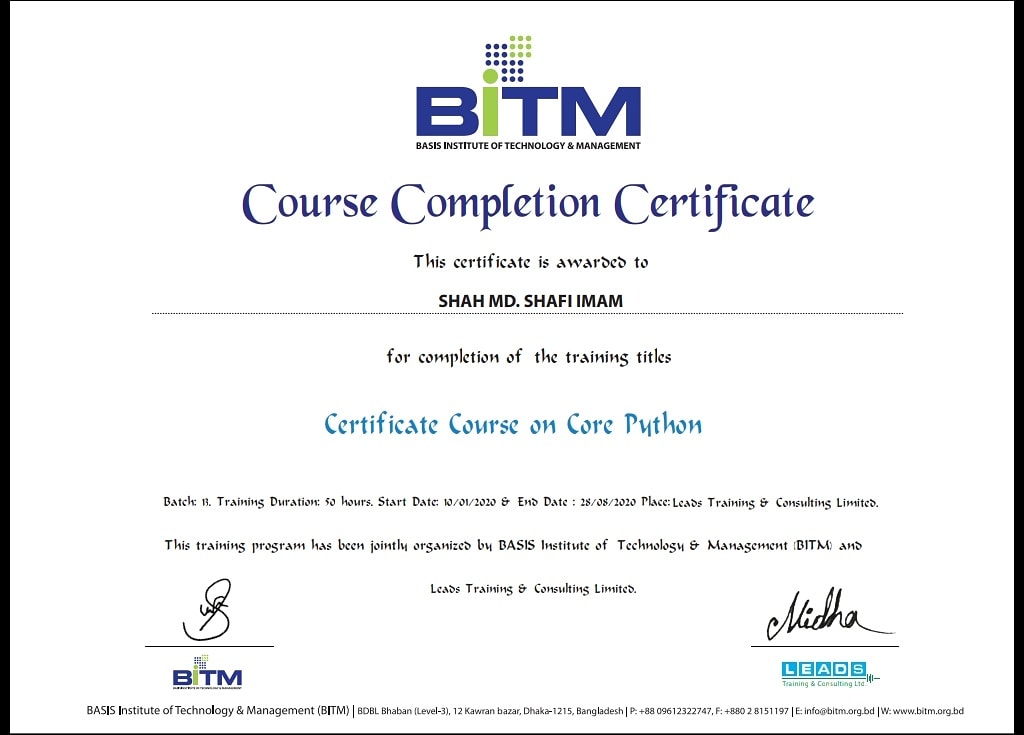 BiTM
BASIS INSTITUTE OF TECHNOLOGY & MANAGEMENT
Course Completion Certificate
This certificate is awarded to
SHAH MD. SHAFI IMAM
for completion of the training titles
Certificate Course on Core Python
Batch: 13, Training Duration: 50 hours, Start Date: 10/01/2020 & End Date : 28/08/2020 Place: Leads Training & Consulting Limited.
This training program has been jointly organized by BASIS Institute of Technology & Management (BITM) and
Leads Training & Consulting Limited.
Midha
BiTM
BASIS INSTITUTE OF TECHNOLOGY & MANAGEMENT
LEADS
Training & Consulting Ltd.
BASIS Institute of Technology & Management (BITM) | BDBL Bhaban (Level-3), 12 Kawran bazar, Dhaka-1215, Bangladesh | P: +88 09612322747, F: +880 2 8151197 | E: info@bitm.org.bd | W: www.bitm.org.bd